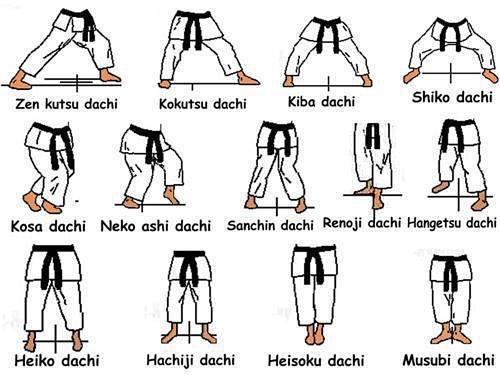 Zen kutsu dachi
Kokutsu dachi
Kiba dachi
Shiko dachi
Kosa dachi
Neko ashi dachi
Sanchin dachi
Renoji dachi
Hangetsu dachi
Heiko dachi
Hachiji dachi
Heisoku dachi
Musubi dachi